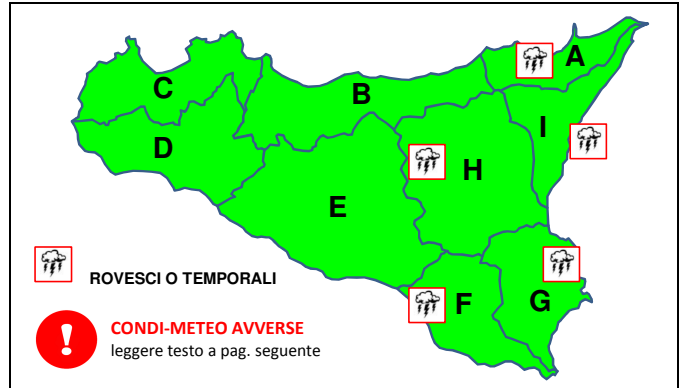 A
C
B
I
D
H
E
ROVESCI O TEMPORALI
F
G
CONDI-METEO AVVERSE
leggere testo a pag. seguente